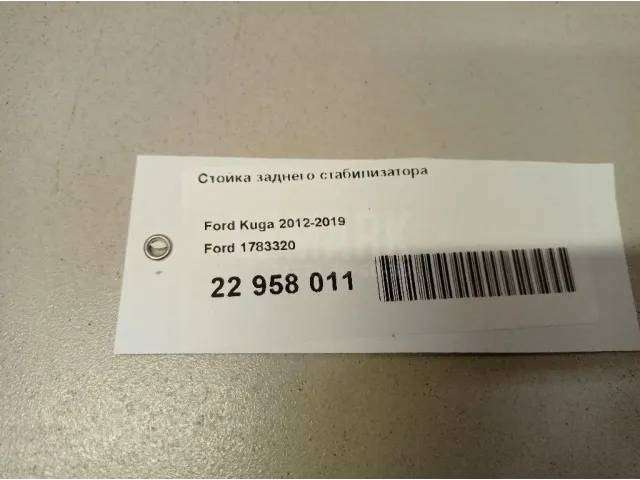 Стойка заднего стабилизатора
Ford Kuga 2012-2019
Ford 1783320
22 958 011